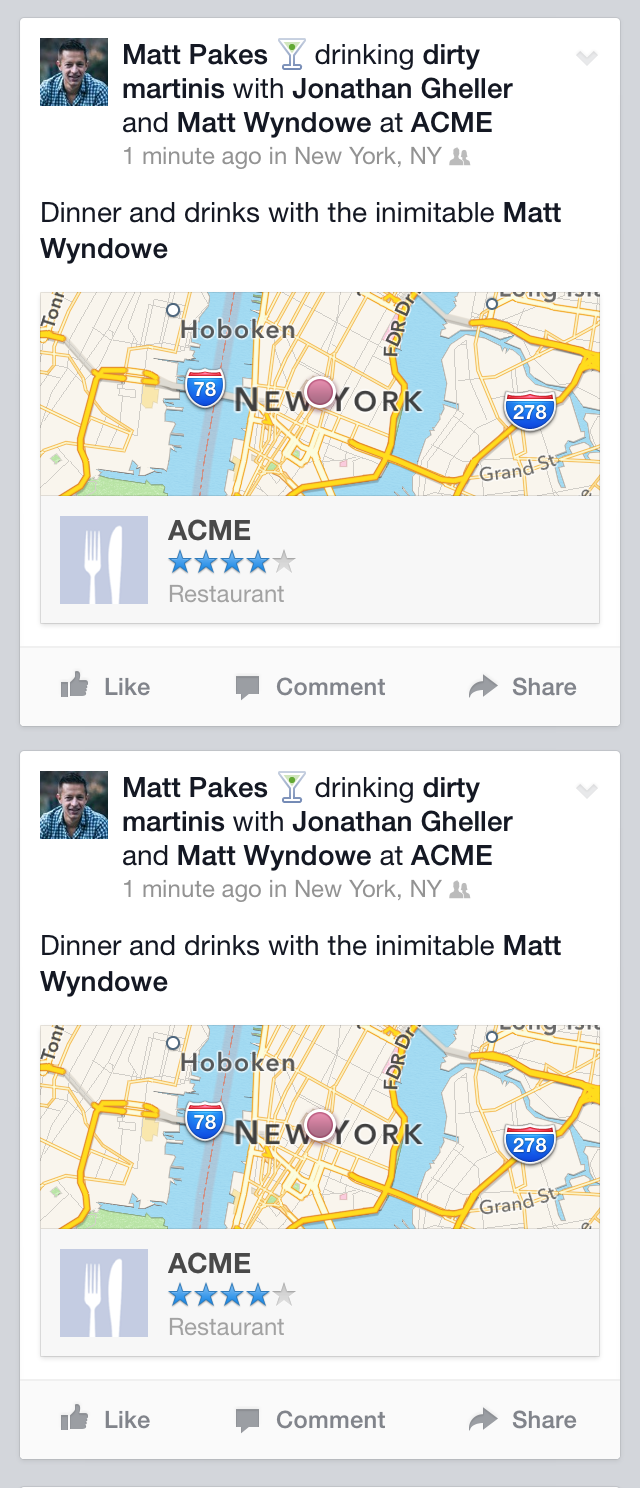 Matt Pakes drinking dirty
martinis with Jonathan Gheller
and Matt Wyndowe at ACME
1 minute ago in New York, NY
Dinner and drinks with the inimitable Matt
Wyndowe
Hoboken
FDR Dr
78
NEW YORK
278
Grand St
ACME
Restaurant
Like Comment Share
Matt Pakes drinking dirty
martinis with Jonathan Gheller
and Matt Wyndowe at ACME
1 minute ago in New York, NY
Dinner and drinks with the inimitable Matt
Wyndowe
Hoboken
FDR Dr
78
NEW YORK
278
Grand St
ACME
Restaurant
Like Comment Share